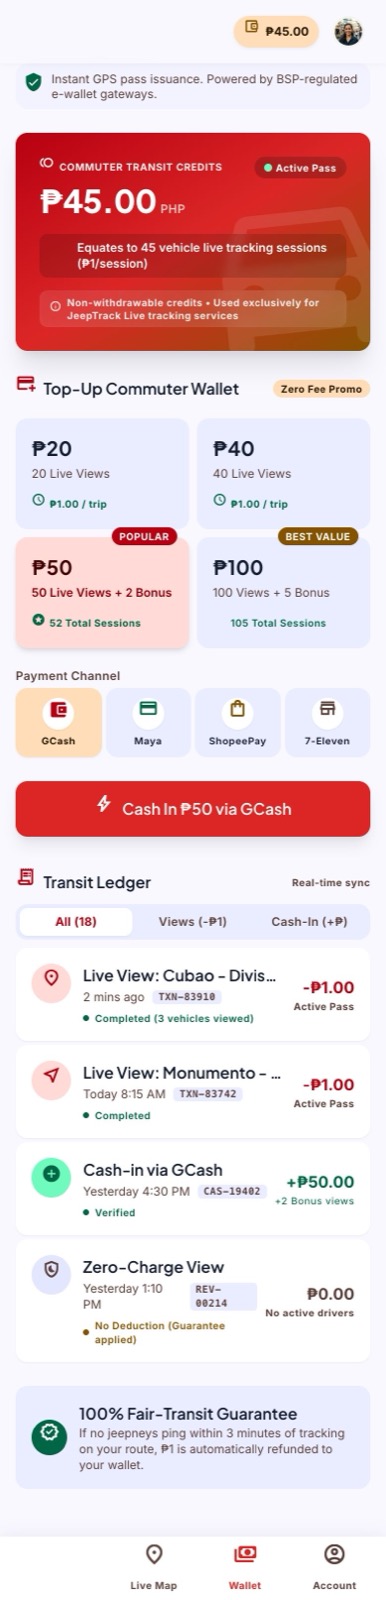 ₱45.00
Instant GPS pass issuance. Powered by BSP-regulated
e-wallet gateways.
COMMUTER TRANSIT CREDITS
Active Pass
₱45.00 PHP
Equates to 45 vehicle live tracking sessions
(₱1/session)
Non-withdrawable credits • Used exclusively for
JeepTrack Live tracking services
Top-Up Commuter Wallet
Zero Fee Promo
₱20
20 Live Views
₱1.00 / trip
₱40
40 Live Views
₱1.00 / trip
POPULAR
₱50
50 Live Views + 2 Bonus
52 Total Sessions
BEST VALUE
₱100
100 Views + 5 Bonus
105 Total Sessions
Payment Channel
GCash
Maya
ShopeePay
7-Eleven
Cash In ₱50 via GCash
Transit Ledger
Real-time sync
All (18)
Views (-₱1)
Cash-In (+₱)
Live View: Cubao - Divis...
2 mins ago TXN-83910
Completed (3 vehicles viewed)
-₱1.00
Active Pass
Live View: Monumento - ...
Today 8:15 AM TXN-83742
Completed
-₱1.00
Active Pass
Cash-in via GCash
Yesterday 4:30 PM CAS-19402
Verified
+₱50.00
+2 Bonus views
Zero-Charge View
Yesterday 1:10
PM
REV-
00214
No Deduction (Guarantee
applied)
₱0.00
No active drivers
100% Fair-Transit Guarantee
If no jeepneys ping within 3 minutes of tracking
on your route, ₱1 is automatically refunded to
your wallet.
Live Map
Wallet
Account